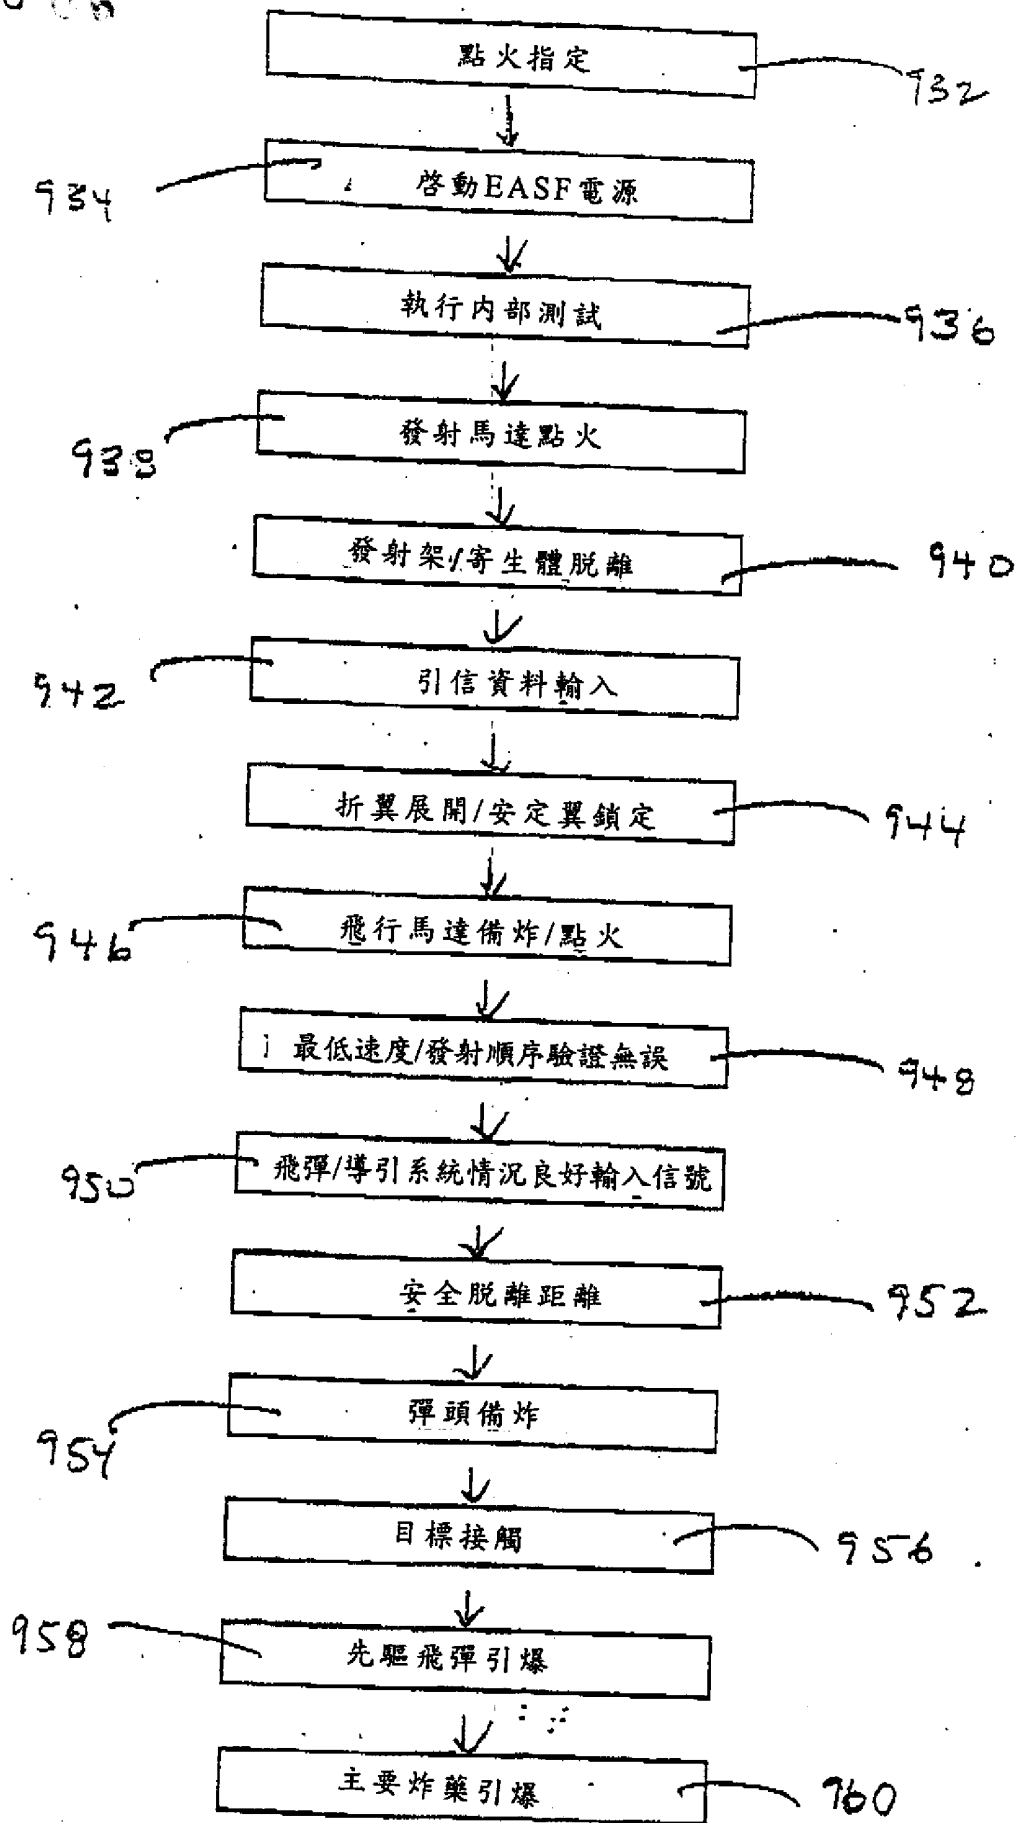 點火指定
932
934
啓動EASF電源
執行内部測試
936
發射馬達點火
938
發射架/寄生體脫離
940
942
引信資料輸入
折翼展開/安定翼鎖定
944
946
飛行馬達備炸/點火
最低速度/發射順序驗證無誤
948
950
飛彈/導引系統情況良好輸入信號
安全脫離距離
952
彈頭備炸
954
目標接觸
956
958
先驅飛彈引爆
主要炸藥引爆
960